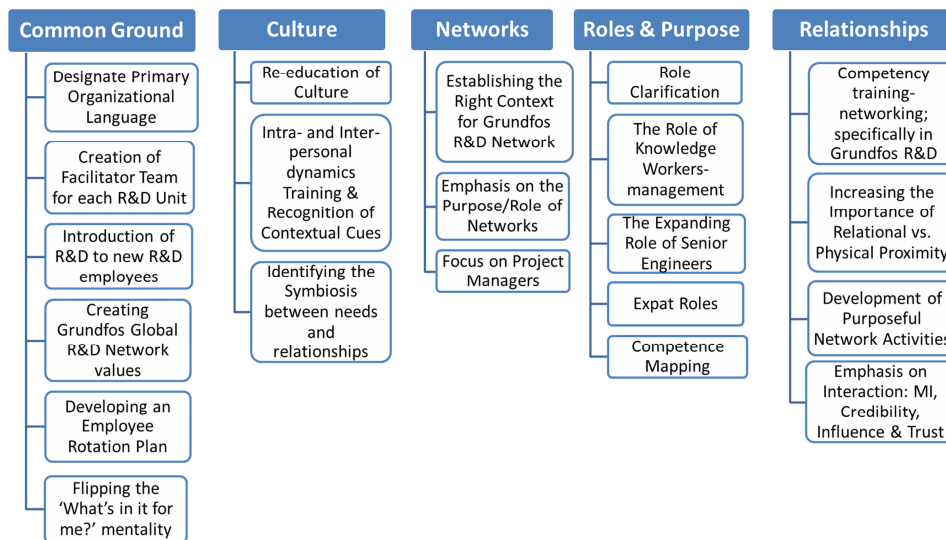 Common Ground
Designate Primary
Organizational
Language
Creation of
Facilitator Team
for each R&D Unit
Introduction of
R&D to new R&D
employees
Creating
Grundfos Global
R&D Network
values
Developing an
Employee
Rotation Plan
Flipping the
‘What’s in it for
me?’ mentality
Culture
Re-education of
Culture
Intra- and Inter-
personal
dynamics
Training &
Recognition of
Contextual Cues
Identifying the
Symbiosis
between needs
and
relationships
Networks
Establishing the
Right Context
for Grundfos
R&D Network
Emphasis on the
Purpose/Role of
Networks
Focus on Project
Managers
Roles & Purpose
Role
Clarification
The Role of
Knowledge
Workers-
management
The Expanding
Role of Senior
Engineers
Expat Roles
Competence
Mapping
Relationships
Competency
training-
networking;
specifically in
Grundfos R&D
Increasing the
Importance of
Relational vs.
Physical Proximity
Development of
Purposeful
Network Activities
Emphasis on
Interaction: MI,
Credibility,
Influence & Trust